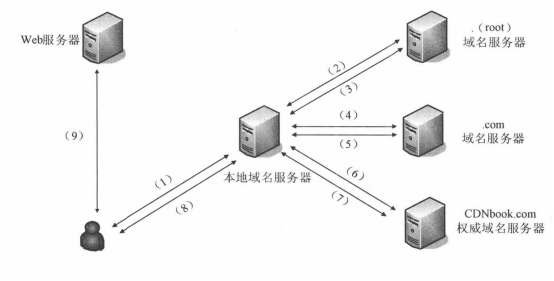 Web服务器
.（root）
域名服务器
（2）
（3）
（4）
（5）
.com
域名服务器
（9）
（1）
（8）
本地域名服务器
（6）
（7）
CDNbook.com
权威域名服务器